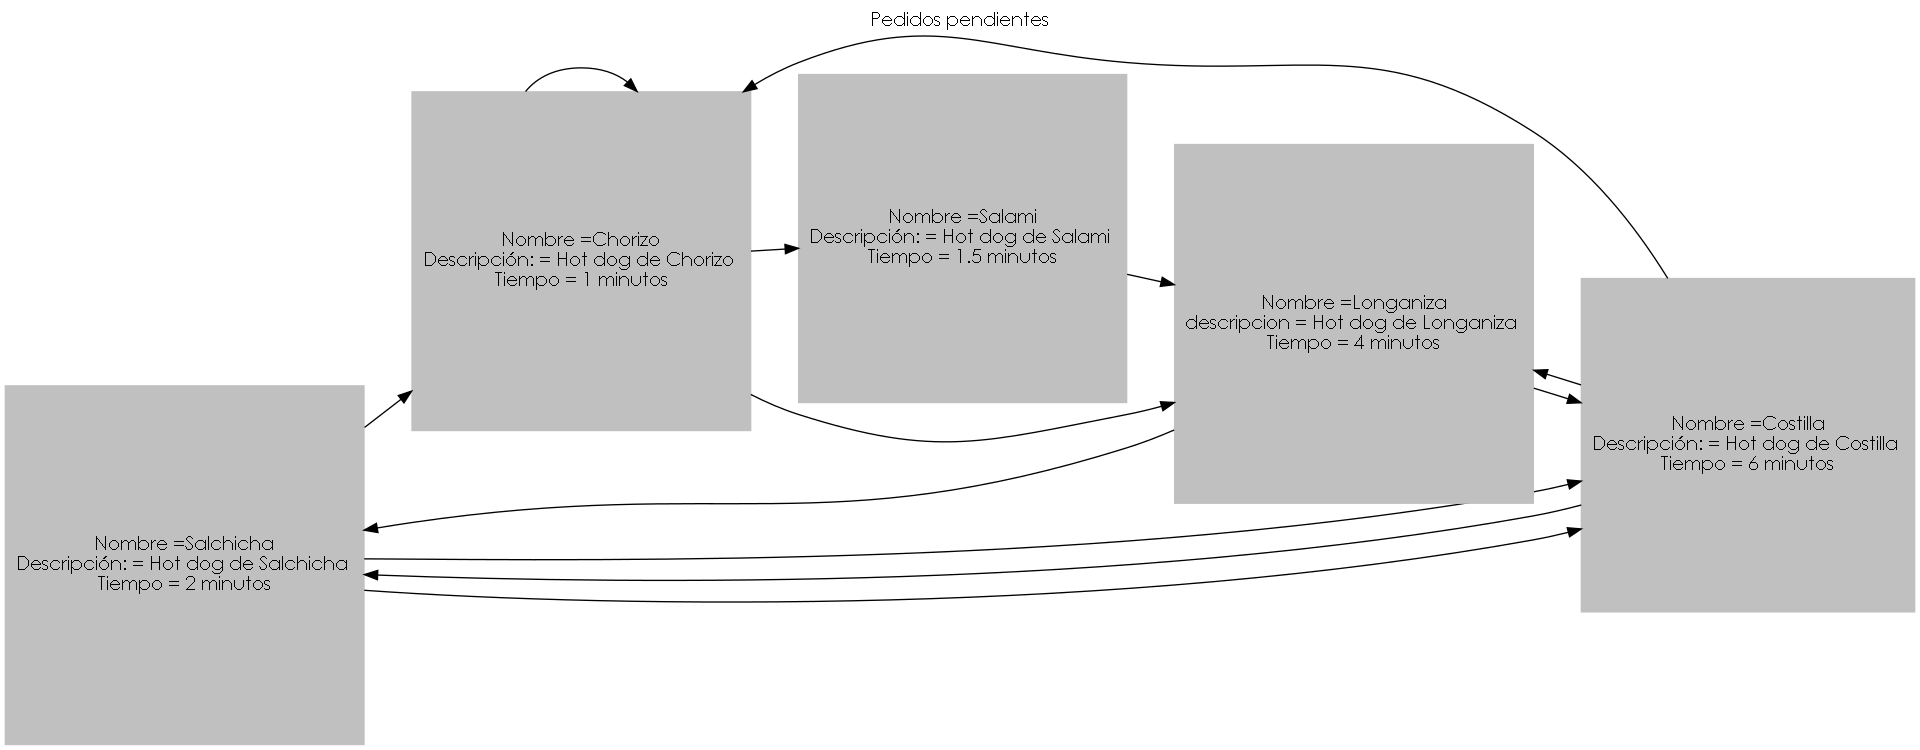 Pedidos pendientes
Nombre =Chorizo
Descripción: = Hot dog de Chorizo
Tiempo = 1 minutos
Nombre =Salami
Descripción: = Hot dog de Salami
Tiempo = 1.5 minutos
Nombre =Longaniza
descripcion = Hot dog de Longaniza
Tiempo = 4 minutos
Nombre =Costilla
Descripción: = Hot dog de Costilla
Tiempo = 6 minutos
Nombre =Salchicha
Descripción: = Hot dog de Salchicha
Tiempo = 2 minutos